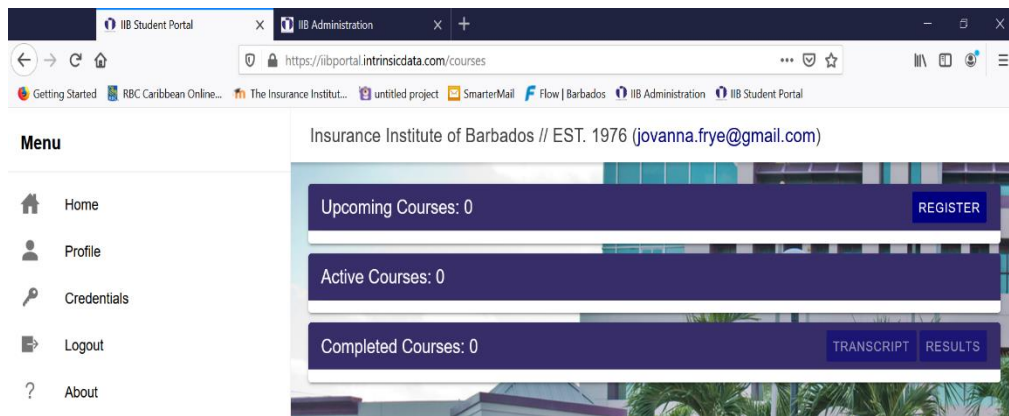 IIB Student Portal
IIB Administration
https://iibportal.intrinsicdata.com/courses
Getting Started RBC Caribbean Online... The Insurance Institut... untitled project SmarterMail Flow | Barbados IIB Administration IIB Student Portal
Menu
Insurance Institute of Barbados // EST. 1976 (jovanna.frye@gmail.com)
Home
Profile
Credentials
Logout
? About
Upcoming Courses: 0 REGISTER
Active Courses: 0
Completed Courses: 0 TRANSCRIPT RESULTS